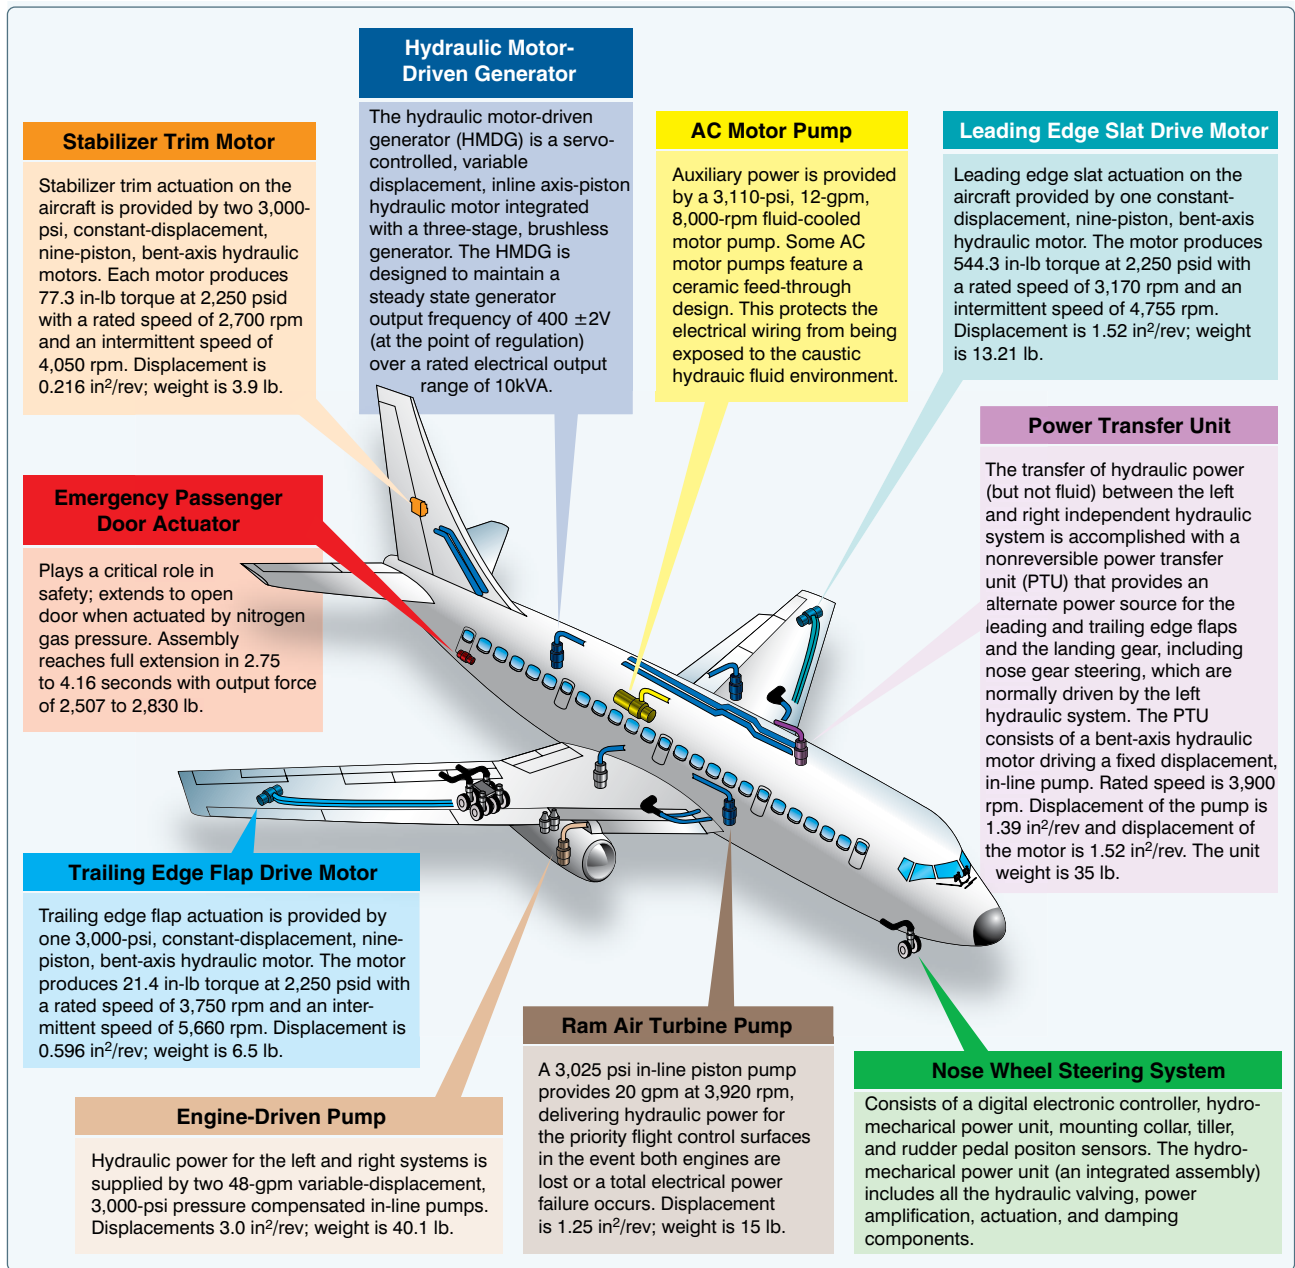 Hydraulic Motor-
Driven Generator
The hydraulic motor-driven
generator (HMDG) is a servo-
controlled, variable
displacement, inline axis-piston
hydraulic motor integrated
with a three-stage, brushless
generator. The HMDG is
designed to maintain a
steady state generator
output frequency of 400 ±2V
(at the point of regulation)
over a rated electrical output
range of 10kVA.
Stabilizer Trim Motor
Stabilizer trim actuation on the
aircraft is provided by two 3,000-
psi, constant-displacement,
nine-piston, bent-axis hydraulic
motors. Each motor produces
77.3 in-lb torque at 2,250 psid
with a rated speed of 2,700 rpm
and an intermittent speed of
4,050 rpm. Displacement is
0.216 in²/rev; weight is 3.9 lb.
AC Motor Pump
Auxiliary power is provided
by a 3,110-psi, 12-gpm,
8,000-rpm fluid-cooled
motor pump. Some AC
motor pumps feature a
ceramic feed-through
design. This protects the
electrical wiring from being
exposed to the caustic
hydrauic fluid environment.
Leading Edge Slat Drive Motor
Leading edge slat actuation on the
aircraft provided by one constant-
displacement, nine-piston, bent-axis
hydraulic motor. The motor produces
544.3 in-lb torque at 2,250 psid with
a rated speed of 3,170 rpm and an
intermittent speed of 4,755 rpm.
Displacement is 1.52 in²/rev; weight
is 13.21 lb.
Power Transfer Unit
The transfer of hydraulic power
(but not fluid) between the left
and right independent hydraulic
system is accomplished with a
nonreversible power transfer
unit (PTU) that provides an
alternate power source for the
leading and trailing edge flaps
and the landing gear, including
nose gear steering, which are
normally driven by the left
hydraulic system. The PTU
consists of a bent-axis hydraulic
motor driving a fixed displacement,
in-line pump. Rated speed is 3,900
rpm. Displacement of the pump is
1.39 in²/rev and displacement of
the motor is 1.52 in²/rev. The unit
weight is 35 lb.
Emergency Passenger
Door Actuator
Plays a critical role in
safety; extends to open
door when actuated by nitrogen
gas pressure. Assembly
reaches full extension in 2.75
to 4.16 seconds with output force
of 2,507 to 2,830 lb.
Trailing Edge Flap Drive Motor
Trailing edge flap actuation is provided by
one 3,000-psi, constant-displacement, nine-
piston, bent-axis hydraulic motor. The motor
produces 21.4 in-lb torque at 2,250 psid with
a rated speed of 3,750 rpm and an inter-
mittent speed of 5,660 rpm. Displacement is
0.596 in²/rev; weight is 6.5 lb.
Engine-Driven Pump
Hydraulic power for the left and right systems is
supplied by two 48-gpm variable-displacement,
3,000-psi pressure compensated in-line pumps.
Displacements 3.0 in²/rev; weight is 40.1 lb.
Ram Air Turbine Pump
A 3,025 psi in-line piston pump
provides 20 gpm at 3,920 rpm,
delivering hydraulic power for
the priority flight control surfaces
in the event both engines are
lost or a total electrical power
failure occurs. Displacement
is 1.25 in²/rev; weight is 15 lb.
Nose Wheel Steering System
Consists of a digital electronic controller, hydro-
mechanical power unit, mounting collar, tiller,
and rudder pedal positon sensors. The hydro-
mechanical power unit (an integrated assembly)
includes all the hydraulic valving, power
amplification, actuation, and damping
components.